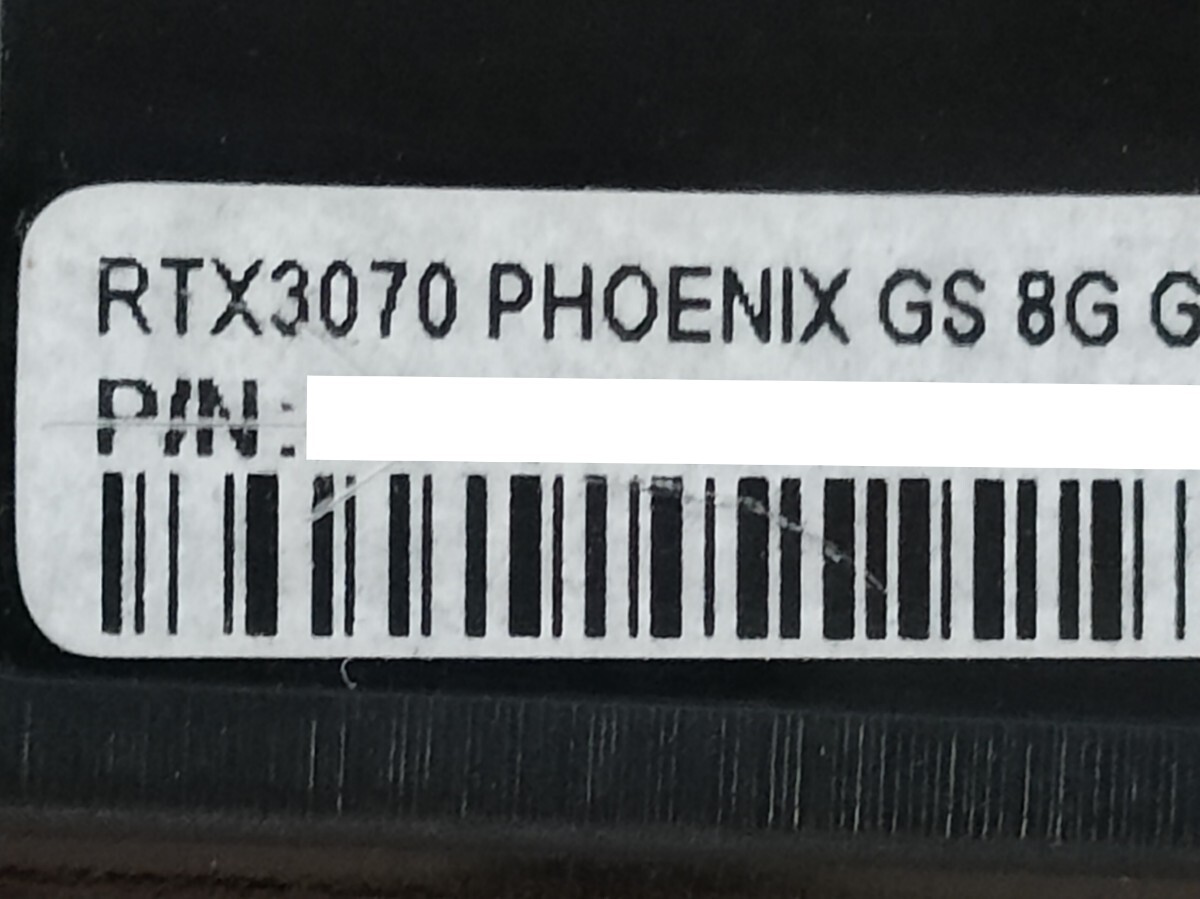 RTX3070 PHOENIX GS 8G G
P/N: